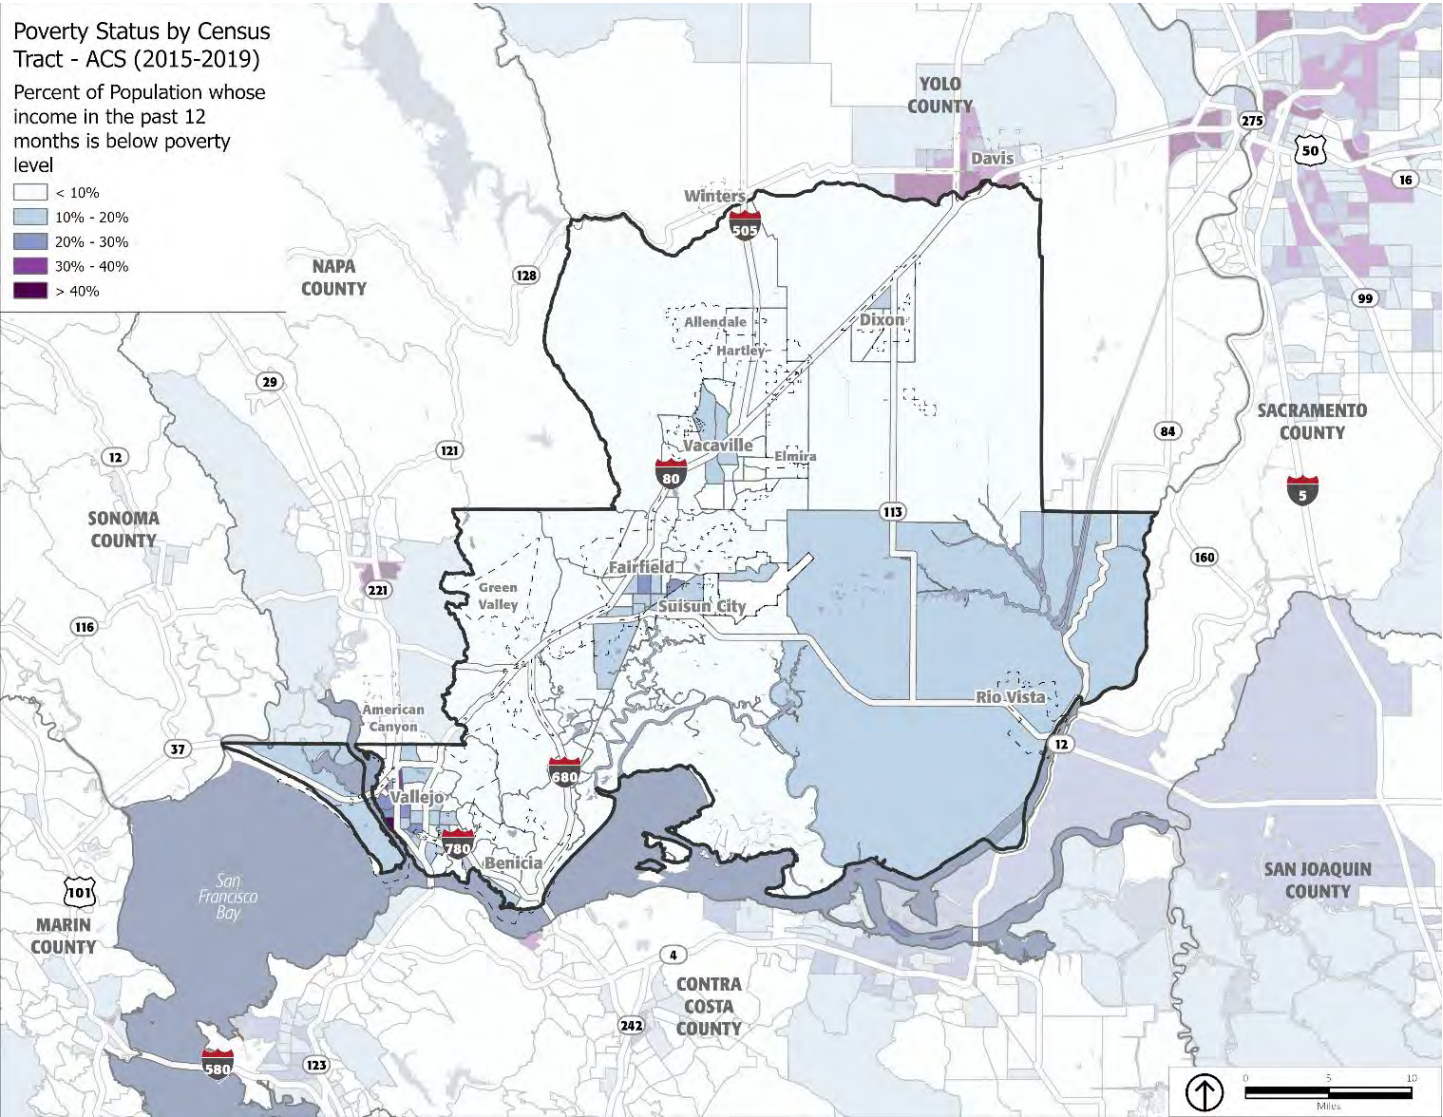 Poverty Status by Census
Tract - ACS (2015-2019)
Percent of Population whose
income in the past 12
months is below poverty
level
< 10%
10% - 20%
20% - 30%
30% - 40%
> 40%
YOLO
COUNTY
275
50
Davis
16
Winters
505
NAPA
COUNTY
128
99
Allendale
Dixon
Hartley
29
SACRAMENTO
COUNTY
84
121
Vacaville
12
Elmira
80
5
SONOMA
COUNTY
113
160
Fairfield
221
Green
Valley
Suisun City
116
Rio Vista
American
Canyon
37
12
680
Vallejo
780
Benicia
San
Francisco
Bay
SAN JOAQUIN
COUNTY
101
MARIN
COUNTY
4
CONTRA
COSTA
COUNTY
242
580
123
0 5 10
Miles